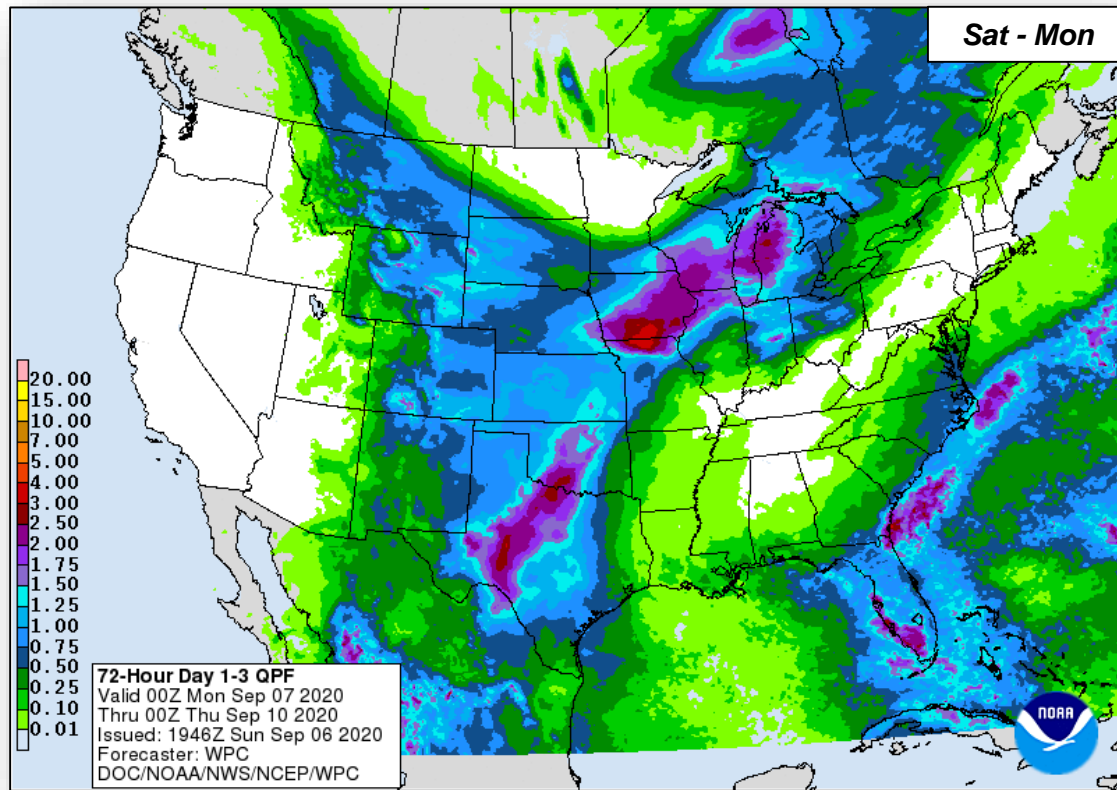 Sat - Mon
20.00
15.00
10.00
7.00
5.00
4.00
3.00
2.50
2.00
1.75
1.50
1.25
1.00
0.75
0.50
0.25
0.10
0.01
72-Hour Day 1-3 QPF
Valid 00Z Mon Sep 07 2020
Thru 00Z Thu Sep 10 2020
Issued: 1946Z Sun Sep 06 2020
Forecaster: WPC
DOC/NOAA/NWS/NCEP/WPC
NOAA